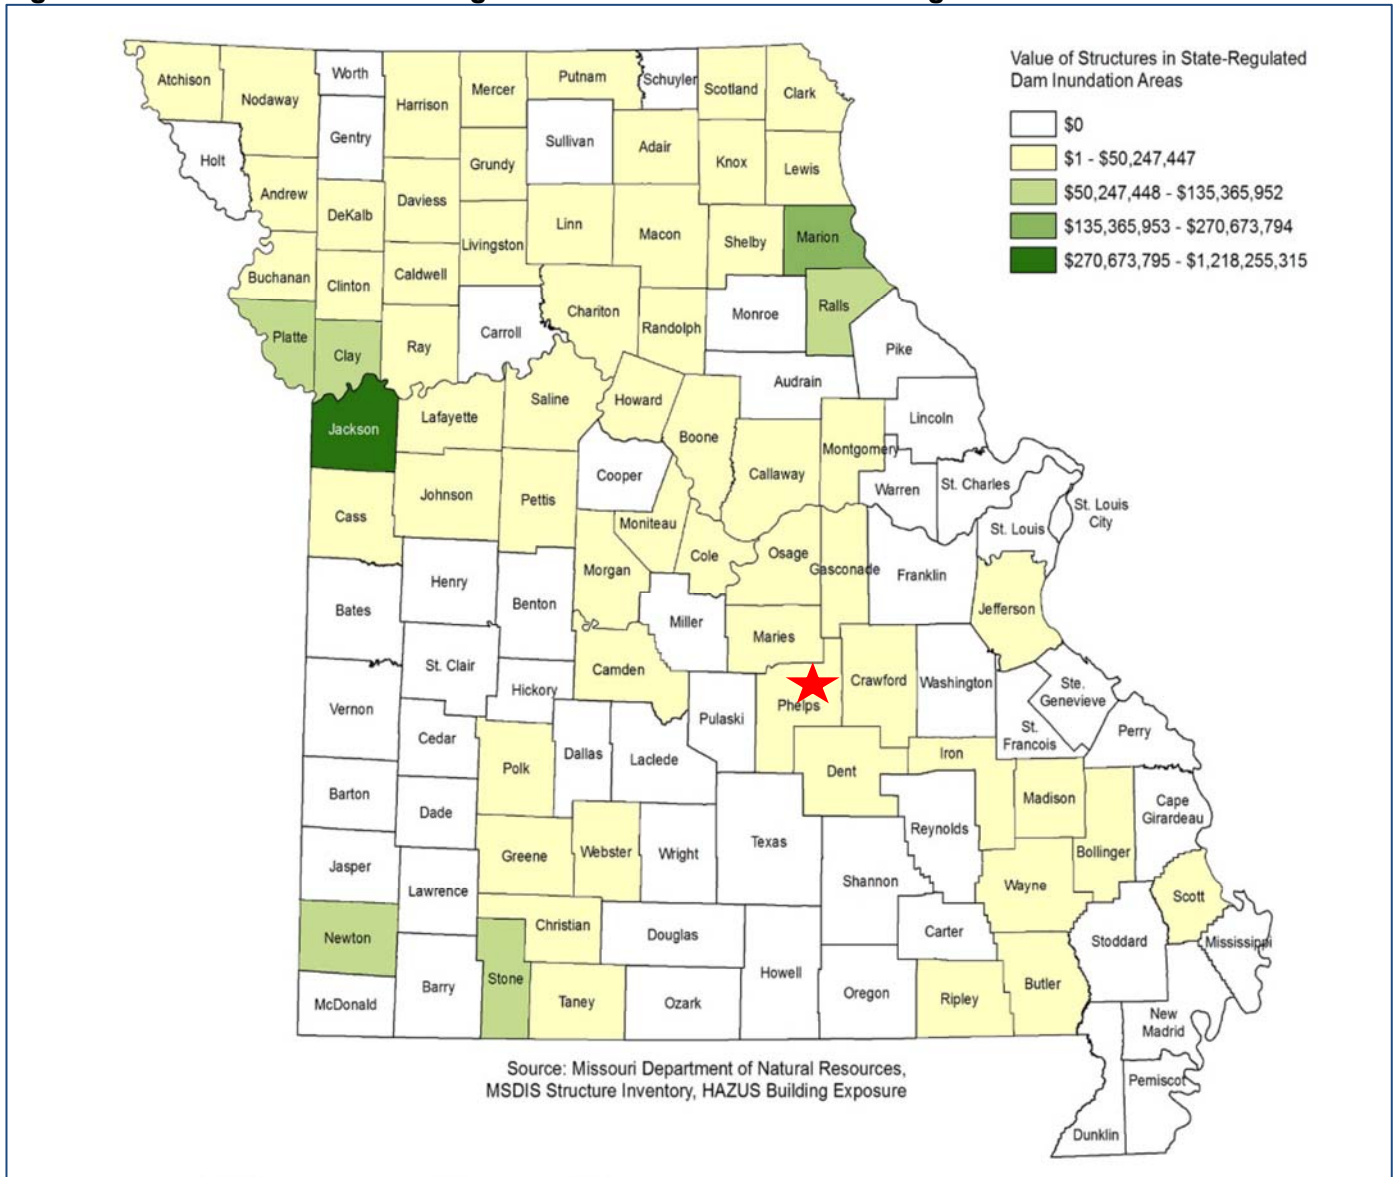 Value of Structures in State-Regulated
Dam Inundation Areas
$0
$1 - $50,247,447
$50,247,448 - $135,365,952
$135,365,953 - $270,673,794
$270,673,795 - $1,218,255,315
Atchison
Nodaway
Worth
Harrison
Mercer
Putnam
Schuyler
Scotland
Clark
Holt
Gentry
Sullivan
Adair
Knox
Lewis
Grundy
Andrew
DeKalb
Daviess
Livingston
Linn
Macon
Shelby
Marion
Buchanan
Clinton
Caldwell
Chariton
Randolph
Monroe
Ralls
Platte
Clay
Ray
Carroll
Pike
Audrain
Jackson
Lafayette
Saline
Howard
Boone
Lincoln
Callaway
Montgomery
Cass
Johnson
Pettis
Cooper
Moniteau
Warren
St. Charles
St. Louis
St. Louis
City
Cole
Osage
Gasconade
Franklin
Morgan
Henry
Benton
Bates
Miller
Maries
Jefferson
St. Clair
Hickory
Camden
Crawford
Washington
Ste.
Genevieve
Vernon
Cedar
Pulaski
Phelps
St.
Francois
Perry
Polk
Dallas
Laclede
Dent
Iron
Barton
Dade
Madison
Cape
Girardeau
Reynolds
Texas
Bollinger
Jasper
Greene
Webster
Wright
Shannon
Wayne
Scott
Lawrence
Newton
Christian
Douglas
Carter
Stoddard
Mississippi
Howell
Stone
Barry
McDonald
Taney
Ozark
Oregon
Ripley
Butler
New
Madrid
Pemiscot
Dunklin
Source: Missouri Department of Natural Resources,
MSDIS Structure Inventory, HAZUS Building Exposure